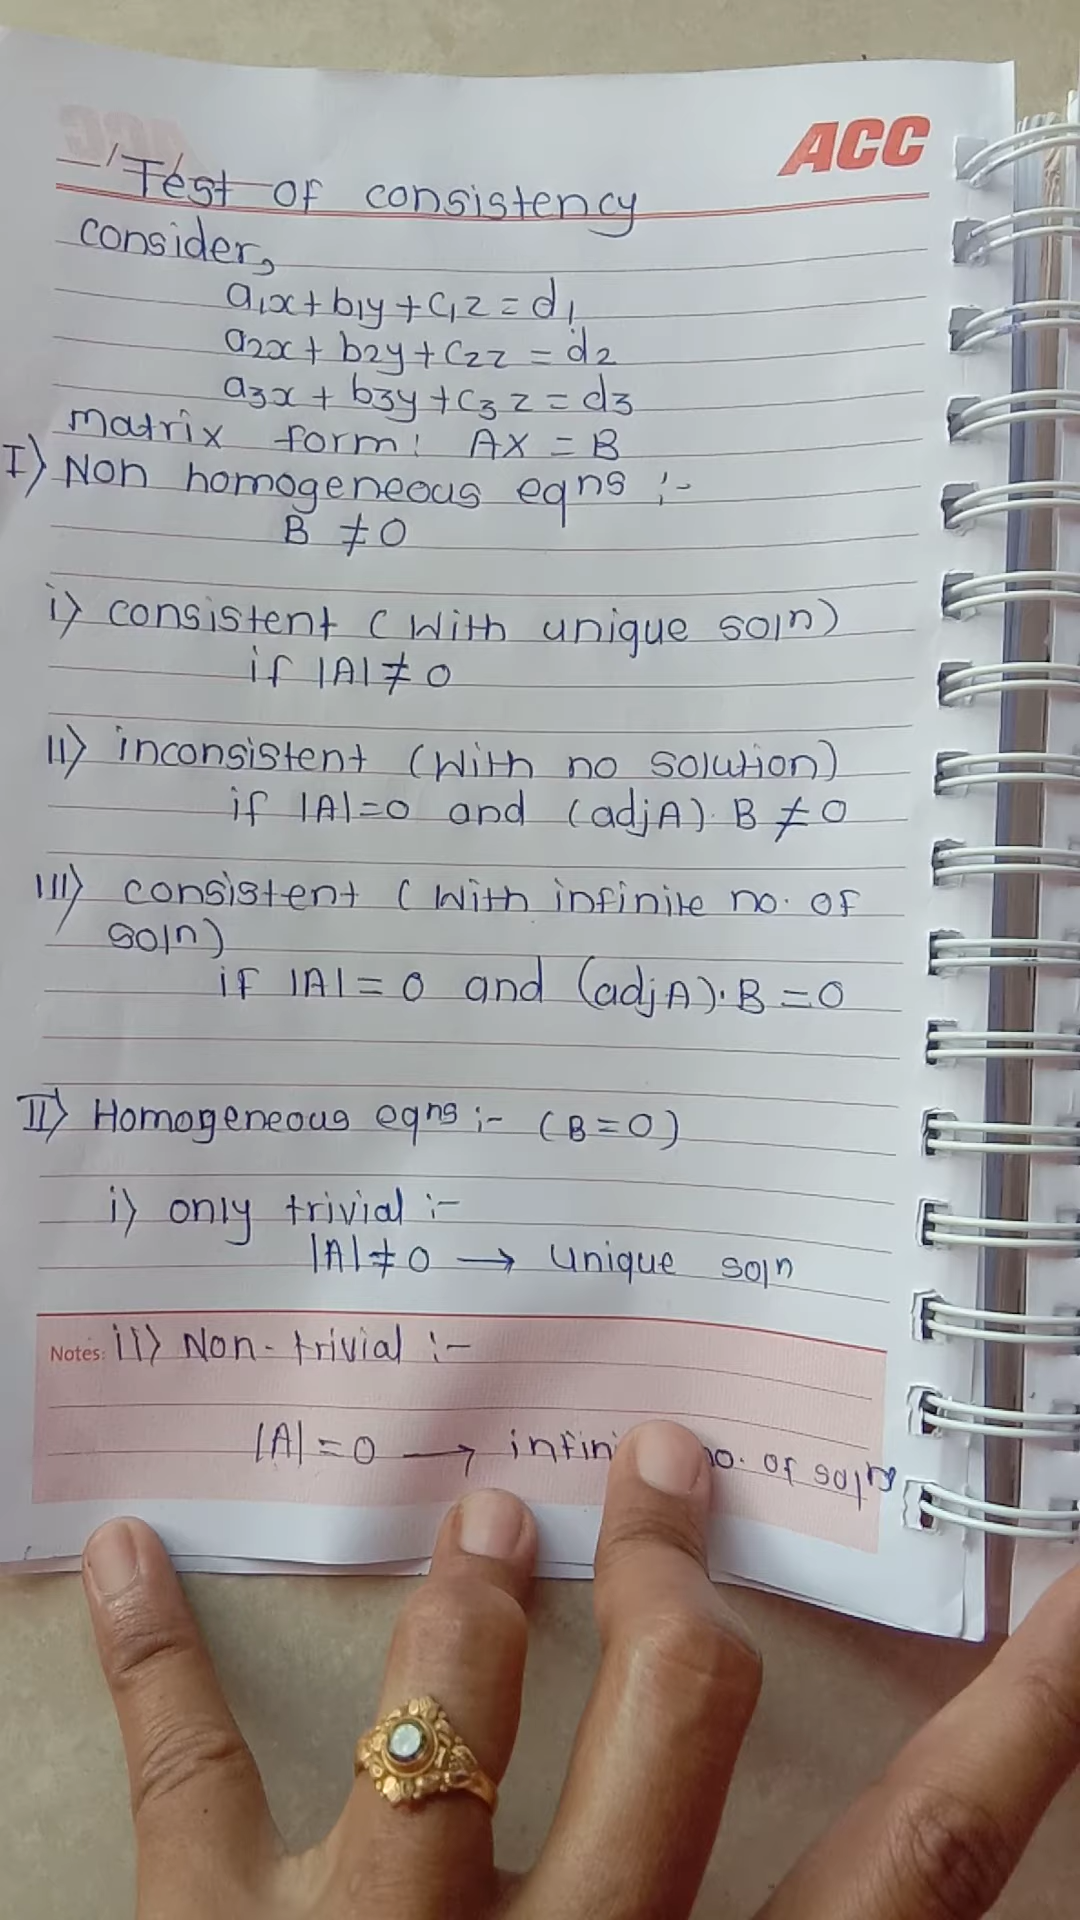 ACC
Test of consistency
consider,
a1x + b1y + c1z = d1
a2x + b2y + c2z = d2
a3x + b3y + c3z = d3
matrix form: AX = B
I) Non homogeneous eqns :-
B ≠ 0
i) consistent (with unique soln)
if |A| ≠ 0
ii) inconsistent (with no solution)
if |A| = 0 and (adjA). B ≠ 0
iii) consistent (with infinite no. of
soln)
if |A| = 0 and (adjA). B = 0
II) Homogeneous eqns :- (B = 0)
i) only trivial :-
|A| ≠ 0 → unique soln
Notes: ii) Non-trivial :-
|A| = 0 → no. of solns